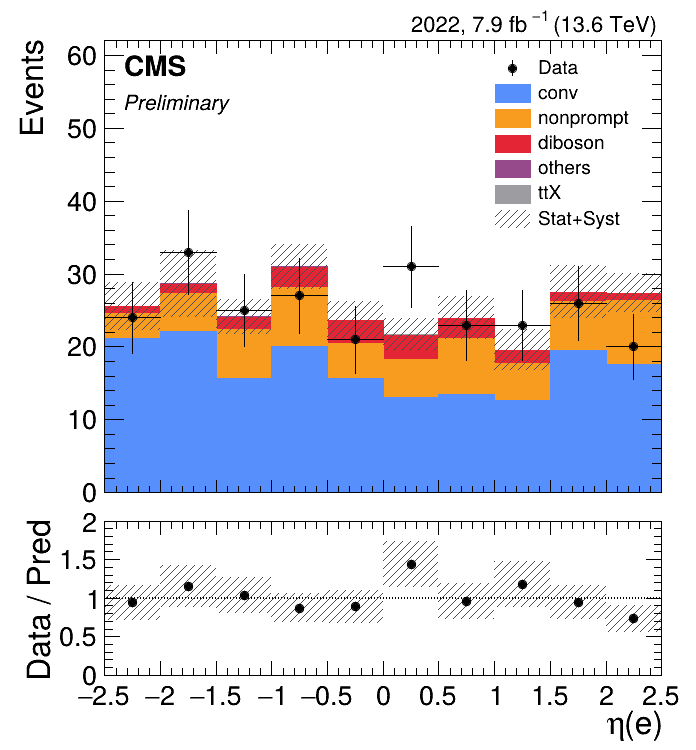 2022, 7.9 fb⁻¹ (13.6 TeV)
Events
60
50
40
30
20
10
0
CMS
Preliminary
Data
conv
nonprompt
diboson
others
ttX
Stat+Syst
Data / Pred
2
1.5
1
0.5
0
−2.5 −2 −1.5 −1 −0.5 0 0.5 1 1.5 2 2.5
η(e)